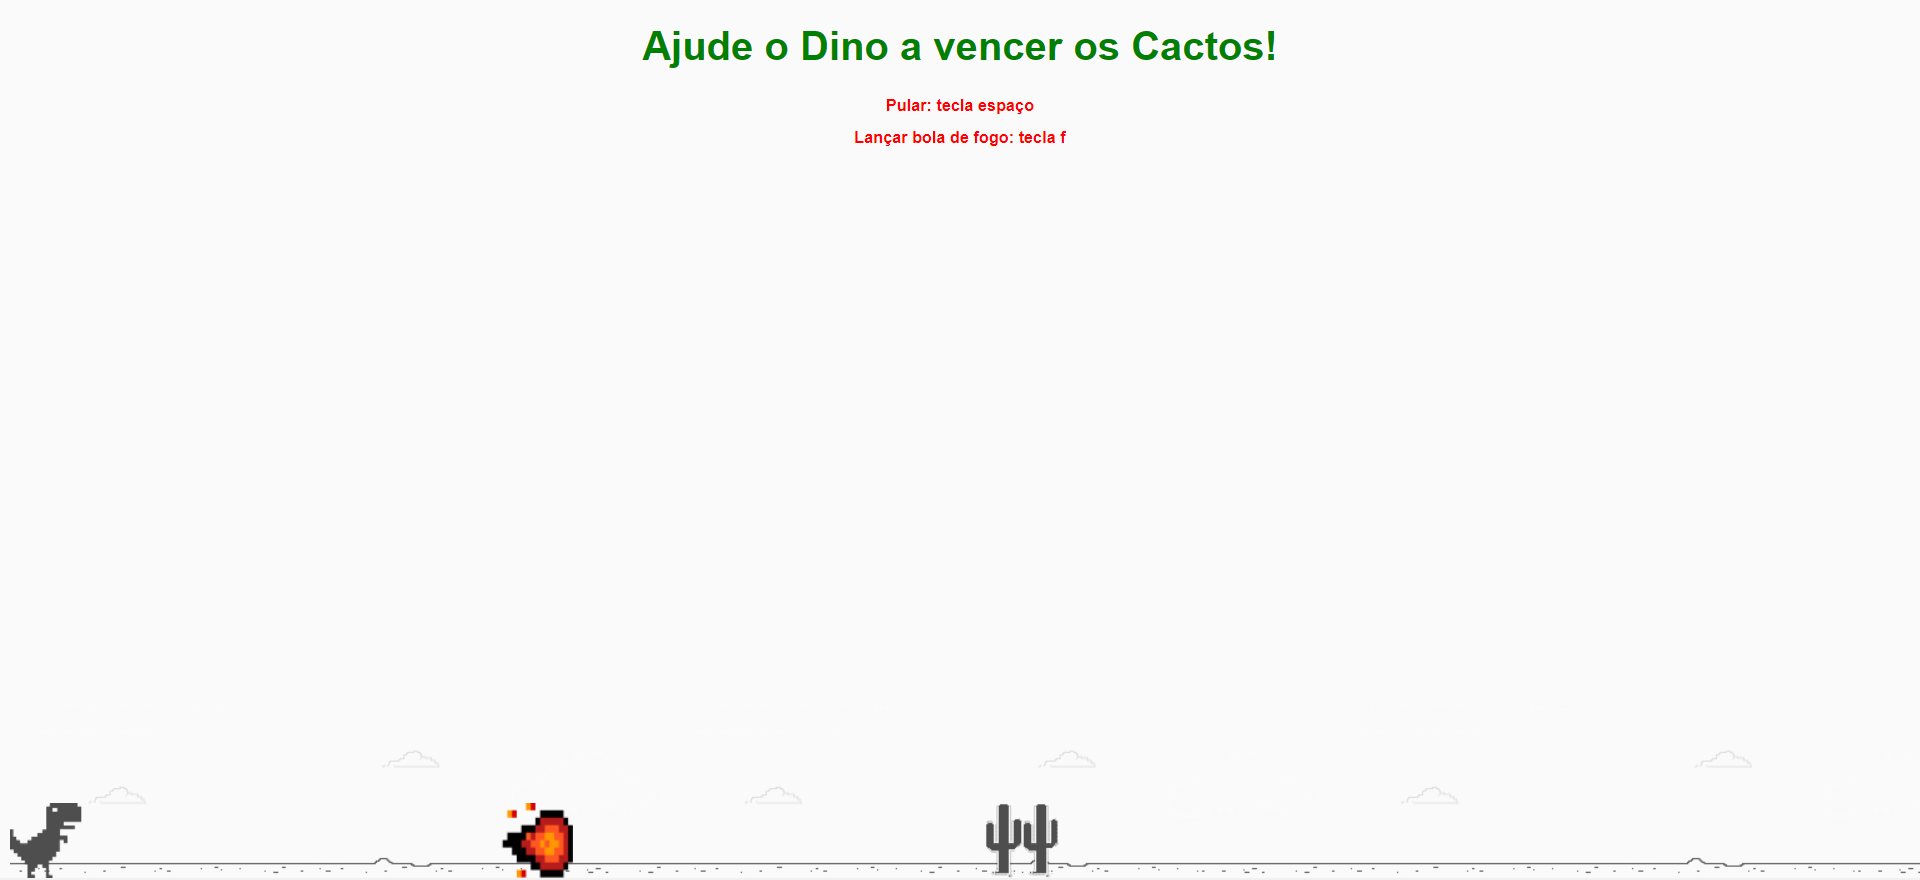 Ajude o Dino a vencer os Cactos!
Pular: tecla espaço
Lançar bola de fogo: tecla f